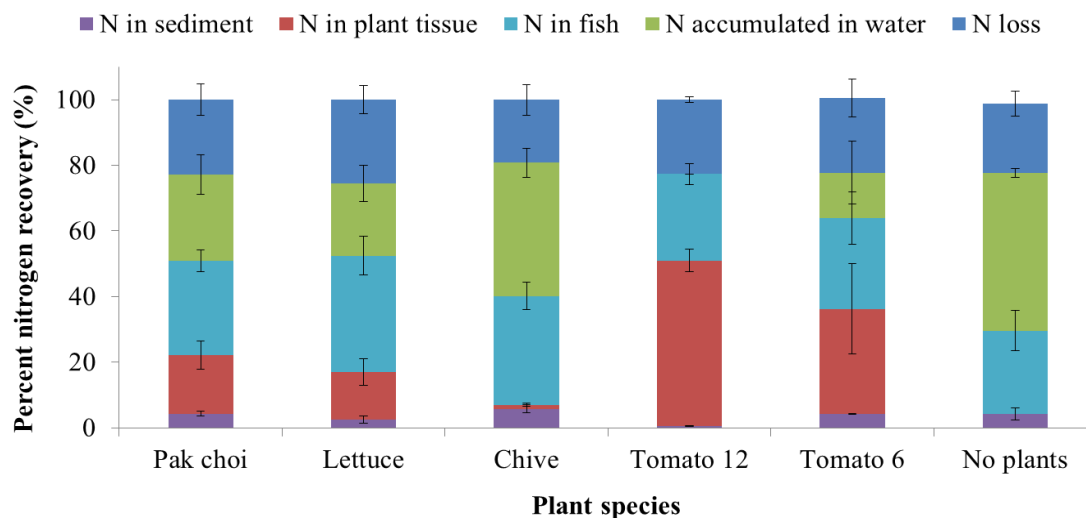 N in sediment N in plant tissue N in fish N accumulated in water N loss
Percent nitrogen recovery (%)
100
80
60
40
20
0
Pak choi Lettuce Chive Tomato 12 Tomato 6 No plants
Plant species